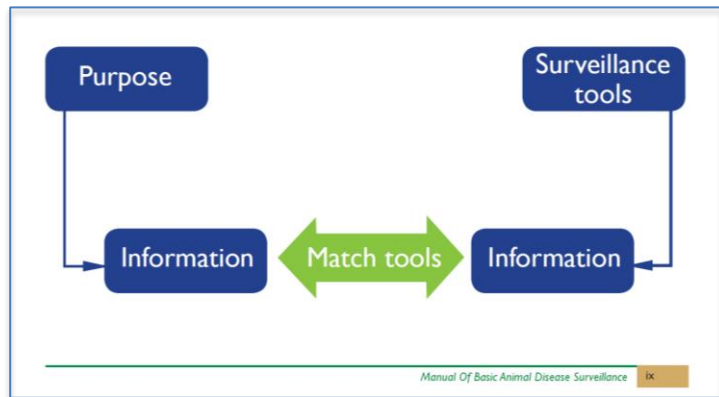 Purpose
Surveillance
tools
Information
Match tools
Information
Manual Of Basic Animal Disease Surveillance
ix